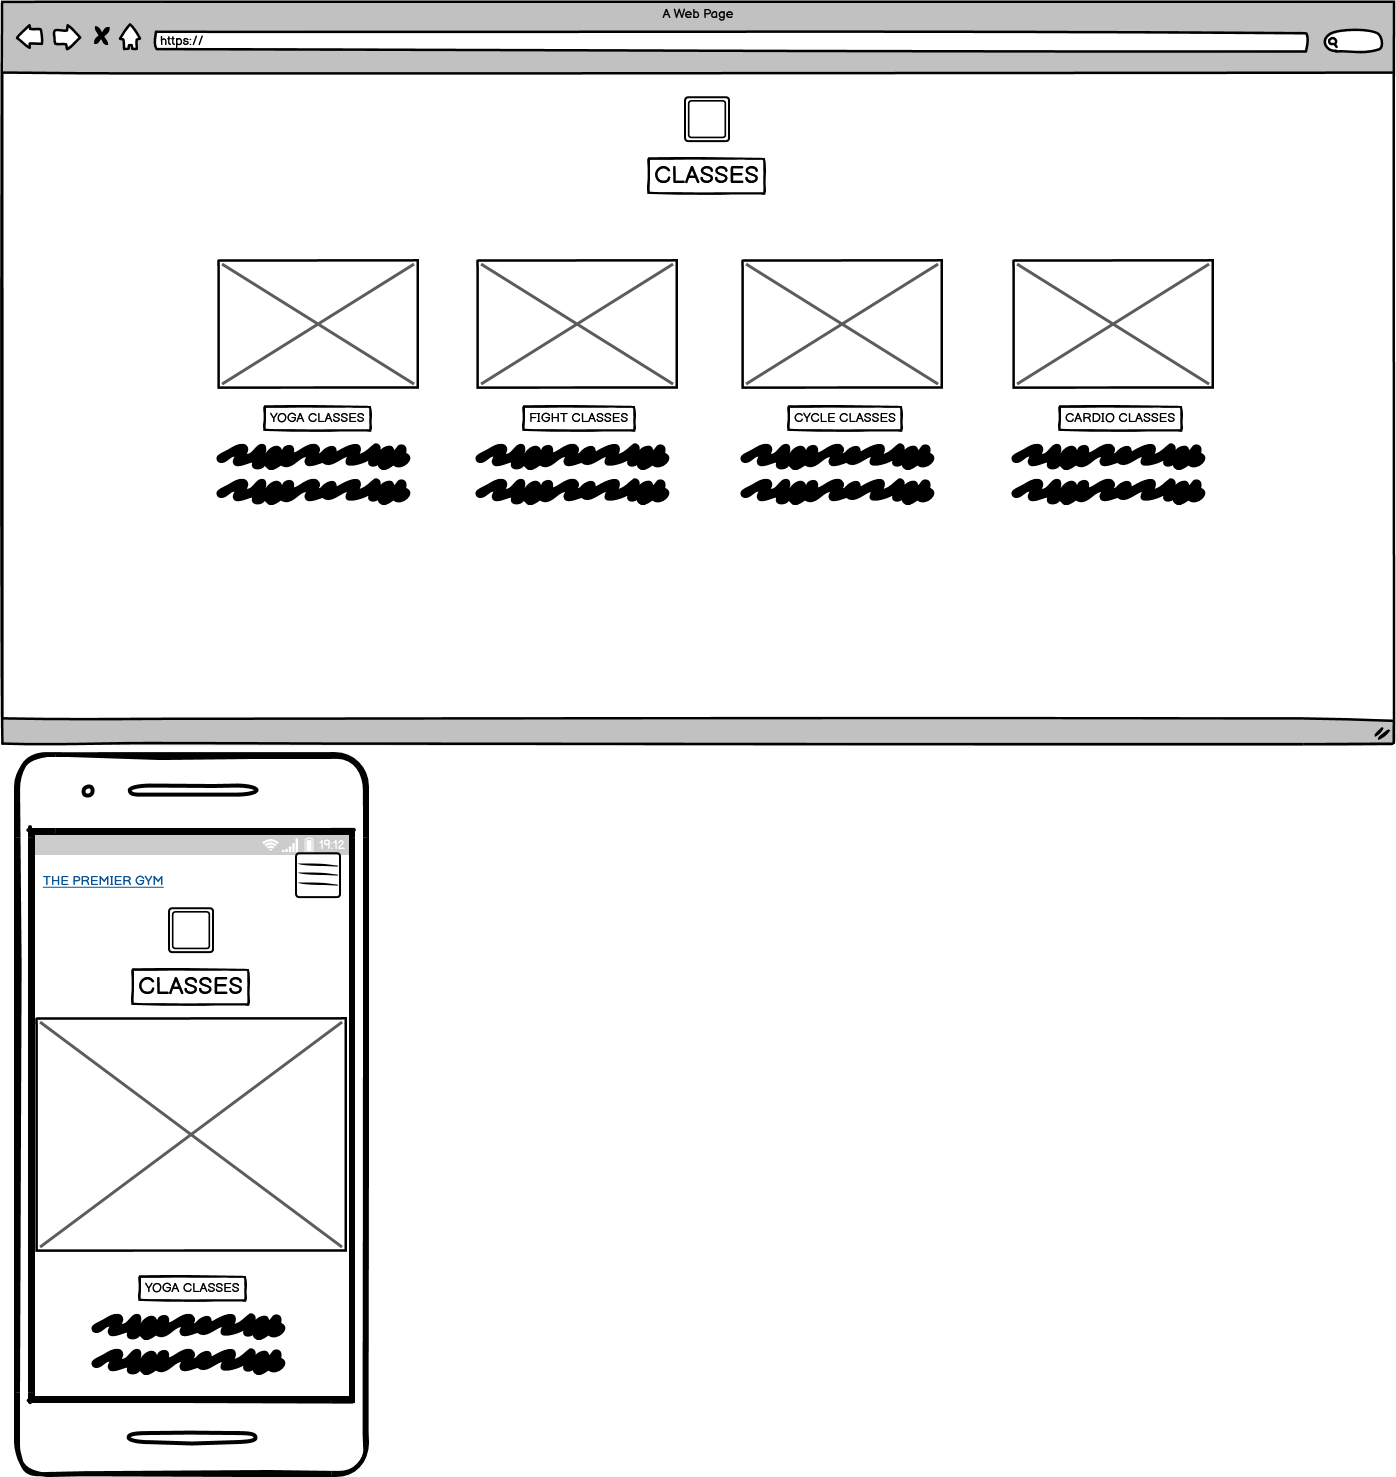 A Web Page
https://
CLASSES
YOGA CLASSES FIGHT CLASSES CYCLE CLASSES CARDIO CLASSES
19:12
THE PREMIER GYM
CLASSES
YOGA CLASSES